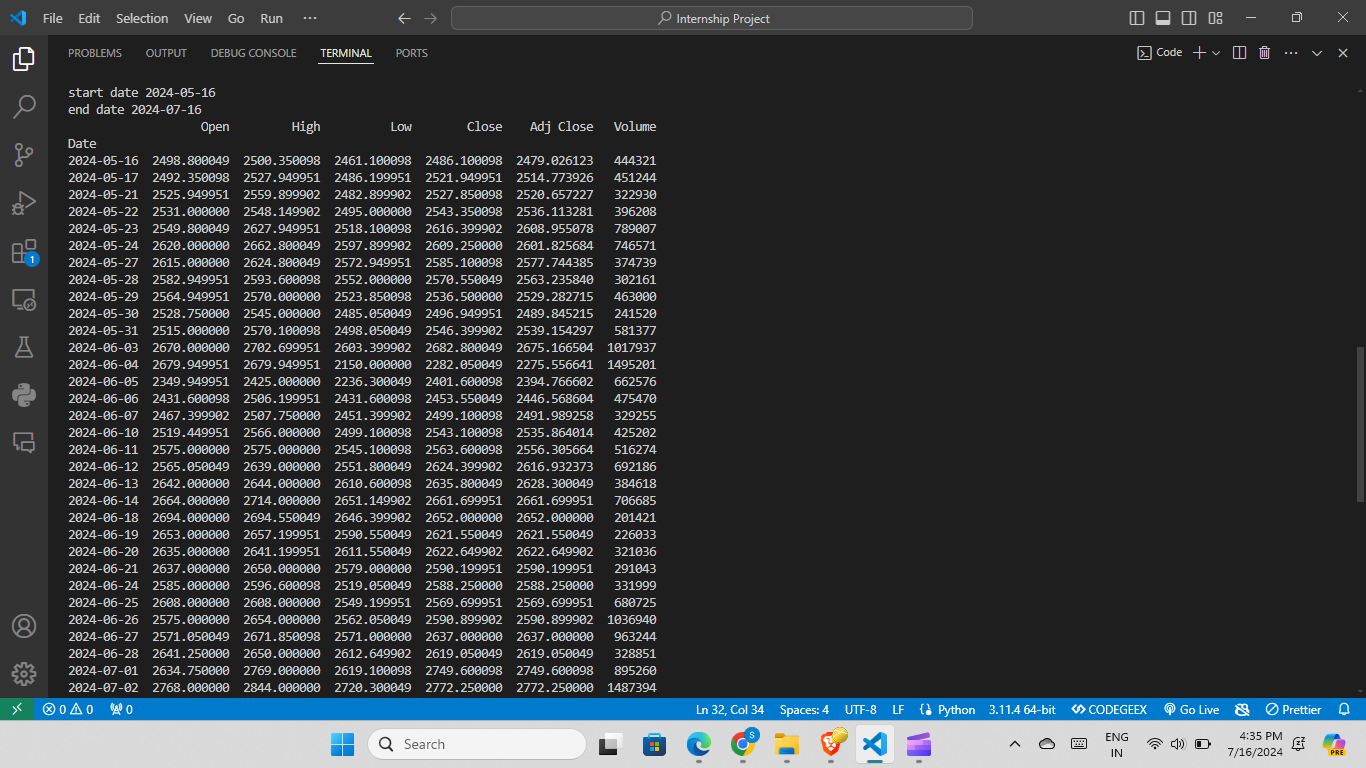 File Edit Selection View Go Run ··· Internship Project
PROBLEMS OUTPUT DEBUG CONSOLE TERMINAL PORTS Code
start date 2024-05-16
end date 2024-07-16
Open High Low Close Adj Close Volume
Date
2024-05-16 2498.800049 2500.350098 2461.100098 2486.100098 2479.026123 444321
2024-05-17 2492.350098 2527.949951 2486.199951 2521.949951 2514.773926 451244
2024-05-21 2525.949951 2559.899902 2482.899902 2527.850098 2520.657227 322930
2024-05-22 2531.000000 2548.149902 2495.000000 2543.350098 2536.113281 396208
2024-05-23 2549.800049 2627.949951 2518.100098 2616.399902 2608.955078 789007
2024-05-24 2620.000000 2662.800049 2597.899902 2609.250000 2601.825684 746571
2024-05-27 2615.000000 2624.800049 2572.949951 2585.100098 2577.744385 374739
2024-05-28 2582.949951 2593.600098 2552.000000 2570.550049 2563.235840 302161
2024-05-29 2564.949951 2570.000000 2523.850098 2536.500000 2529.282715 463000
2024-05-30 2528.750000 2545.000000 2485.050049 2496.949951 2489.845215 241520
2024-05-31 2515.000000 2570.100098 2498.050049 2546.399902 2539.154297 581377
2024-06-03 2670.000000 2702.699951 2603.399902 2682.800049 2675.166504 1017937
2024-06-04 2679.949951 2679.949951 2150.000000 2282.050049 2275.556641 1495201
2024-06-05 2349.949951 2425.000000 2236.300049 2401.600098 2394.766602 662576
2024-06-06 2431.600098 2506.199951 2431.600098 2453.550049 2446.568604 475470
2024-06-07 2467.399902 2507.750000 2451.399902 2499.100098 2491.989258 329255
2024-06-10 2519.449951 2566.000000 2499.100098 2543.100098 2535.864014 425202
2024-06-11 2575.000000 2575.000000 2545.100098 2563.600098 2556.305664 516274
2024-06-12 2565.050049 2639.000000 2551.800049 2624.399902 2616.932373 692186
2024-06-13 2642.000000 2644.000000 2610.600098 2635.800049 2628.300049 384618
2024-06-14 2664.000000 2714.000000 2651.149902 2661.699951 2661.699951 706685
2024-06-18 2694.000000 2694.550049 2646.399902 2652.000000 2652.000000 201421
2024-06-19 2653.000000 2657.199951 2590.550049 2621.550049 2621.550049 226033
2024-06-20 2635.000000 2641.199951 2611.550049 2622.649902 2622.649902 321036
2024-06-21 2637.000000 2650.000000 2579.000000 2590.199951 2590.199951 291043
2024-06-24 2585.000000 2596.600098 2519.050049 2588.250000 2588.250000 331999
2024-06-25 2608.000000 2608.000000 2549.199951 2569.699951 2569.699951 680725
2024-06-26 2575.000000 2654.000000 2562.050049 2590.899902 2590.899902 1036940
2024-06-27 2571.050049 2671.850098 2571.000000 2637.000000 2637.000000 963244
2024-06-28 2641.250000 2650.000000 2612.649902 2619.050049 2619.050049 328851
2024-07-01 2634.750000 2769.000000 2619.100098 2749.600098 2749.600098 895260
2024-07-02 2768.000000 2844.000000 2720.300049 2772.250000 2772.250000 1487394
1
0 0 0 Ln 32, Col 34 Spaces: 4 UTF-8 LF Python 3.11.4 64-bit CODEGEEX Go Live Prettier
Search S ENG 4:35 PM PRE
IN 7/16/2024